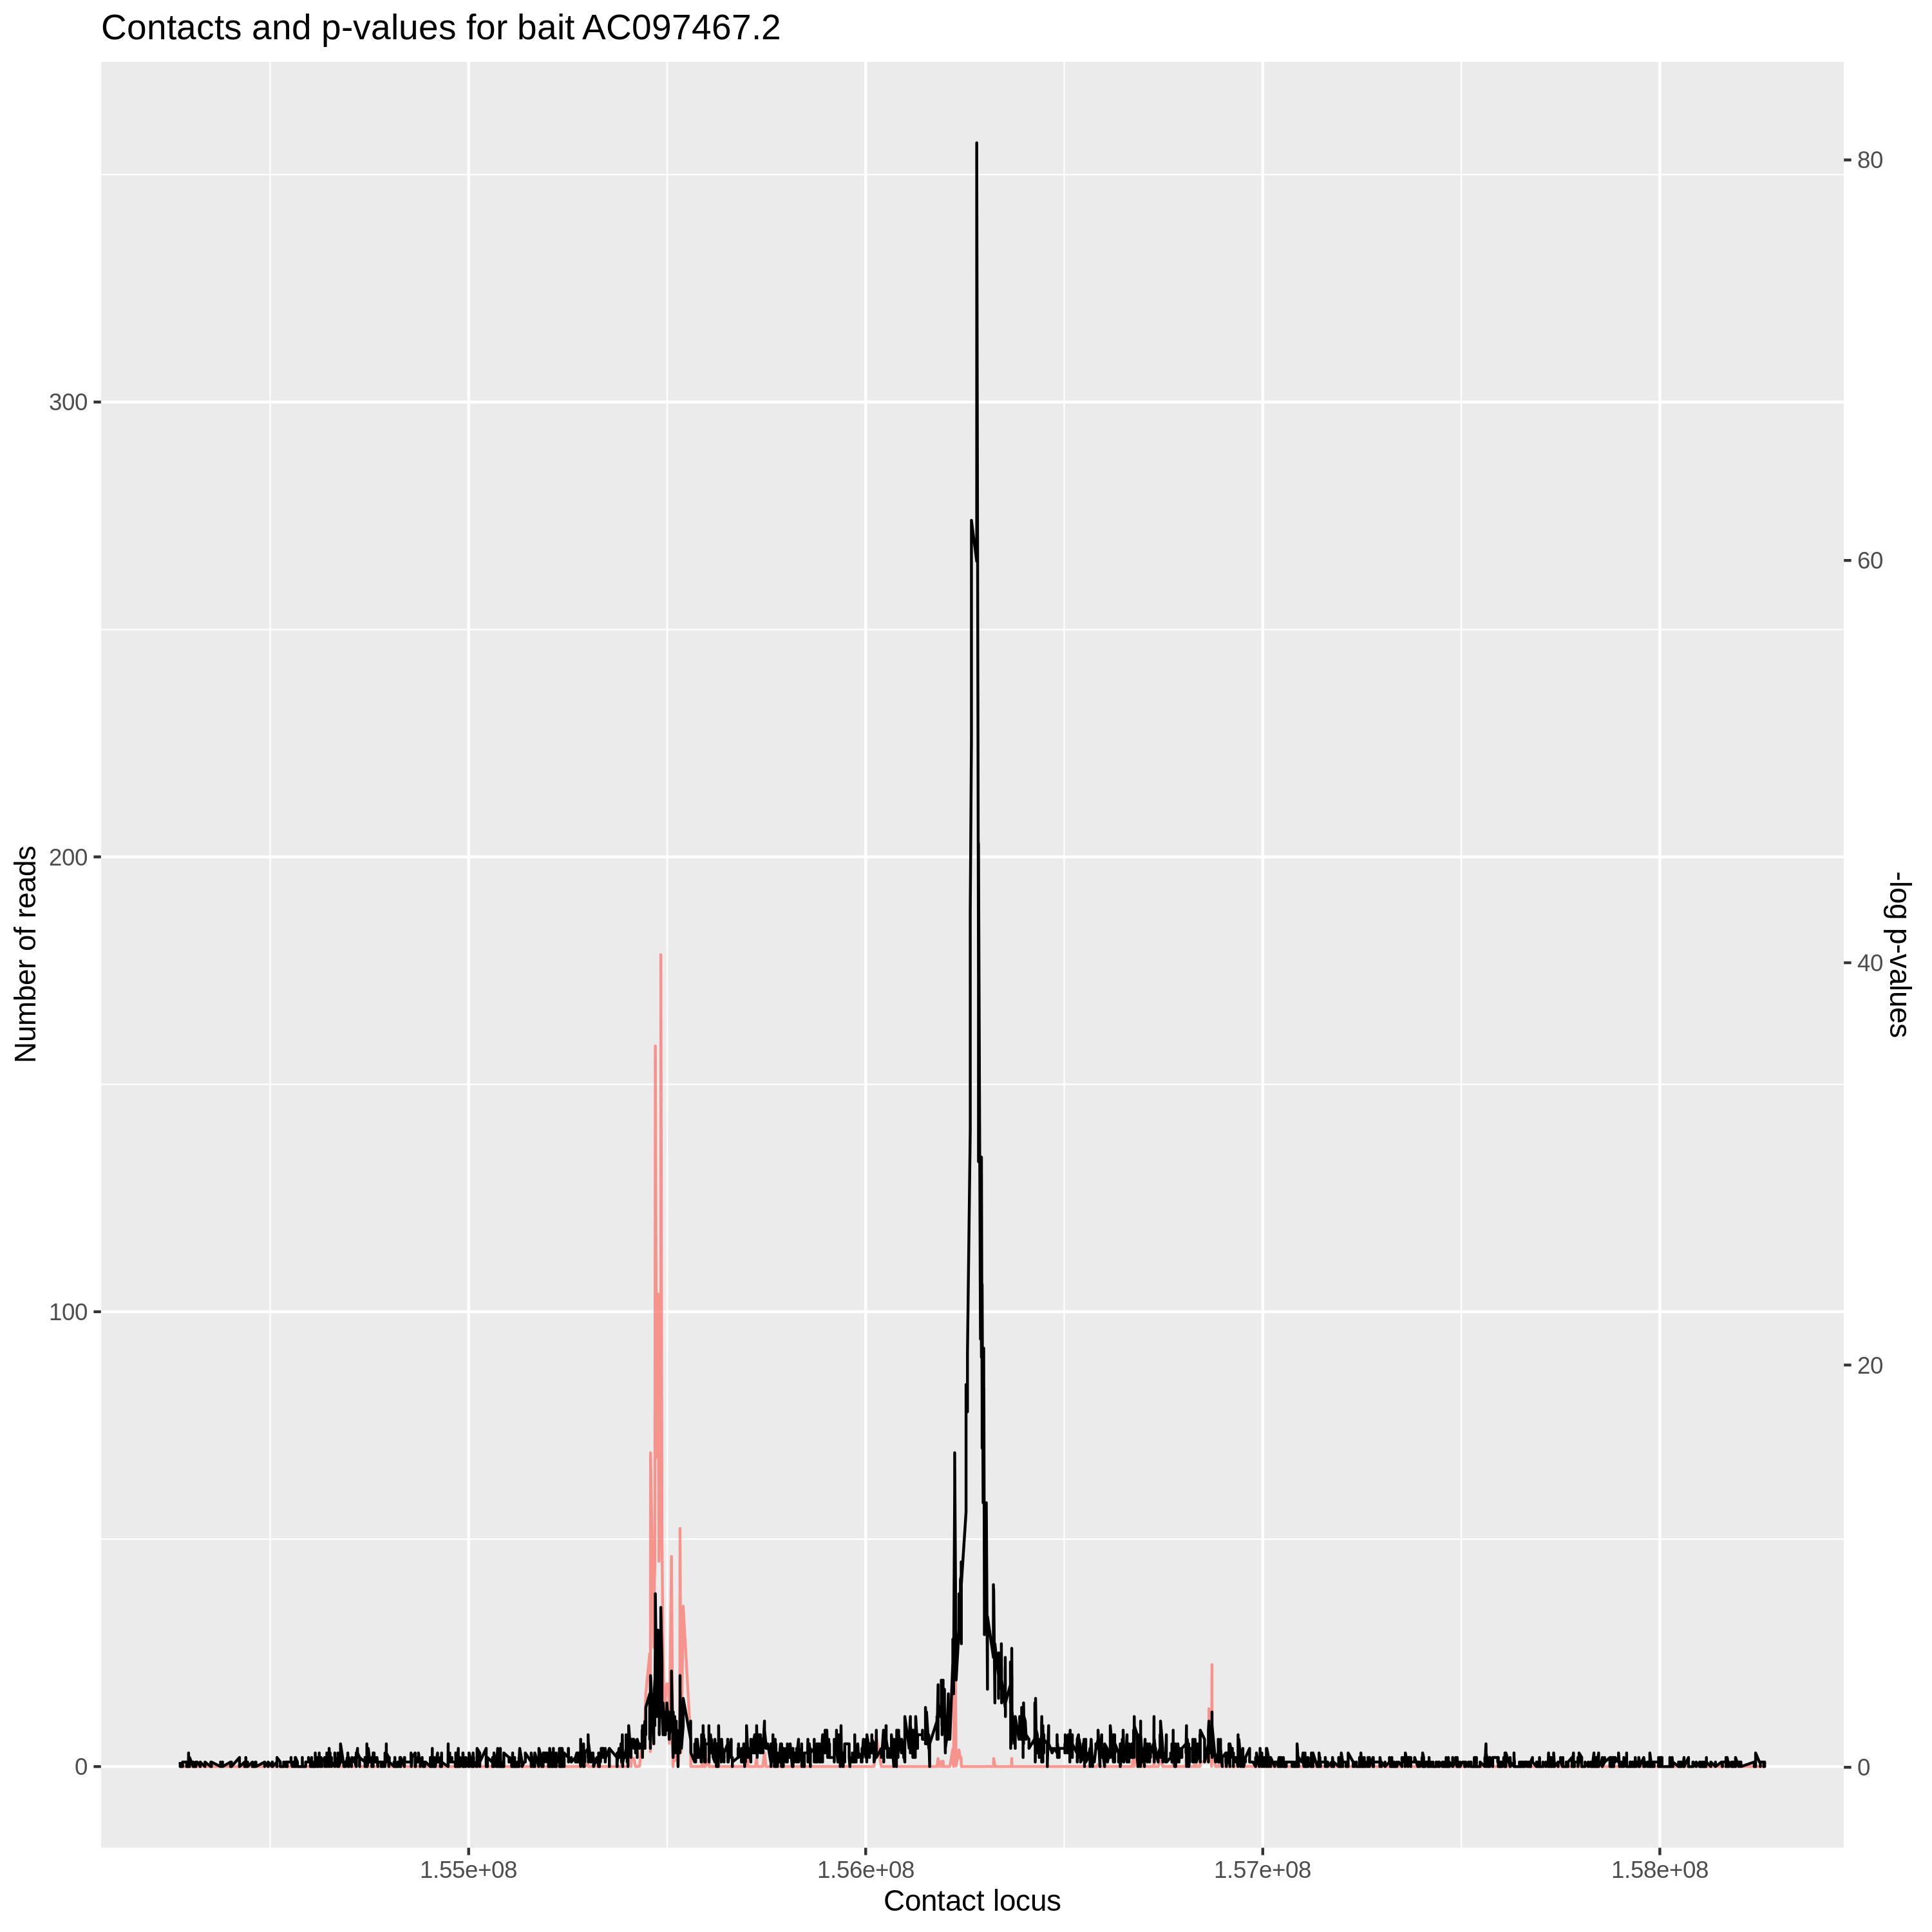 Contacts and p-values for bait AC097467.2
Number of reads
300
200
100
0
80
60
40
20
0
-log p-values
1.55e+08 1.56e+08 1.57e+08 1.58e+08
Contact locus